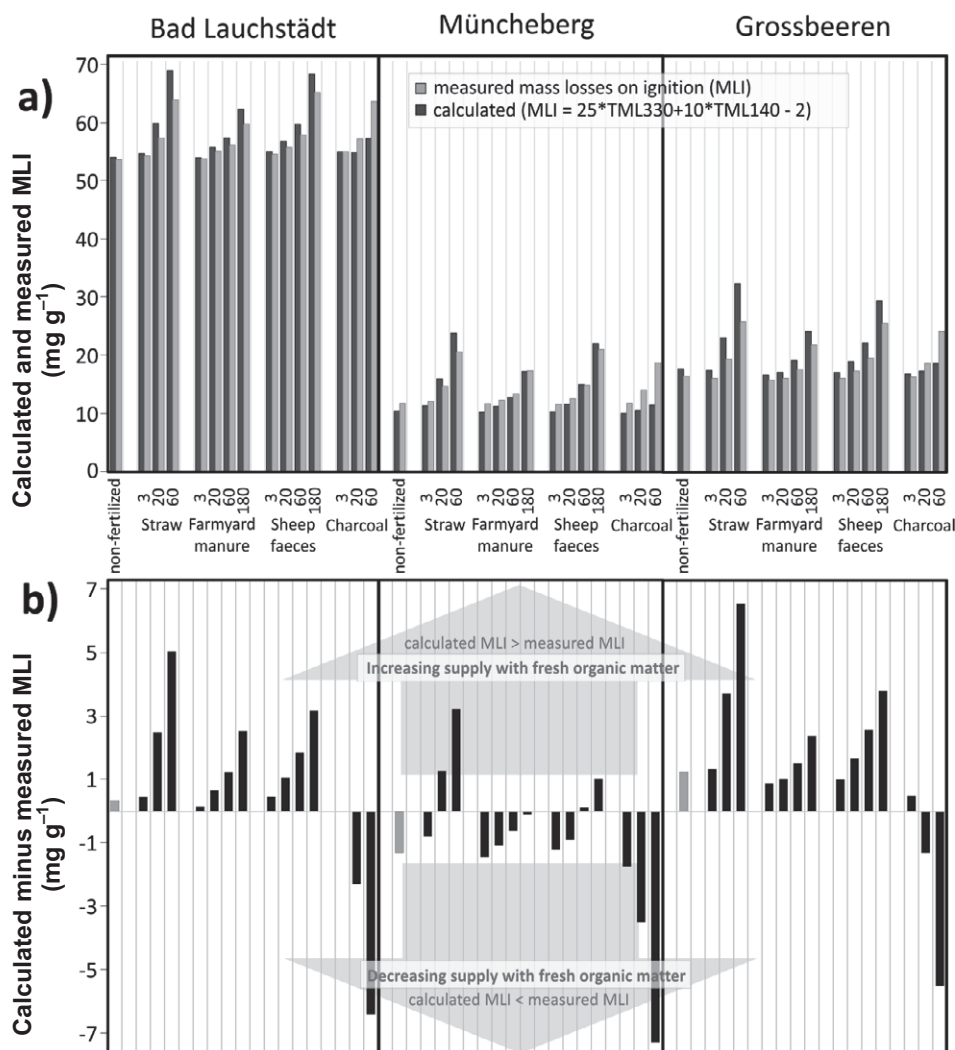 Bad Lauchstädt Müncheberg Grossbeeren
a)
Calculated and measured MLI
(mg g⁻¹)
70
60
50
40
30
20
10
0
measured mass losses on ignition (MLI)
calculated (MLI = 25*TML330+10*TML140 - 2)
non-fertilized 3 20 60 3 20 60 180 3 20 60 180 3 20 60 non-fertilized 3 20 60 3 20 60 180 3 20 60 180 3 20 60 non-fertilized 3 20 60 3 20 60 180 3 20 60 180 3 20 60
Straw Farmyard Sheep Charcoal Straw Farmyard Sheep Charcoal Straw Farmyard Sheep Charcoal
manure faeces manure faeces manure faeces
b)
Calculated minus measured MLI
(mg g⁻¹)
7
5
3
1
-1
-3
-5
-7
calculated MLI > measured MLI
Increasing supply with fresh organic matter
Decreasing supply with fresh organic matter
calculated MLI < measured MLI